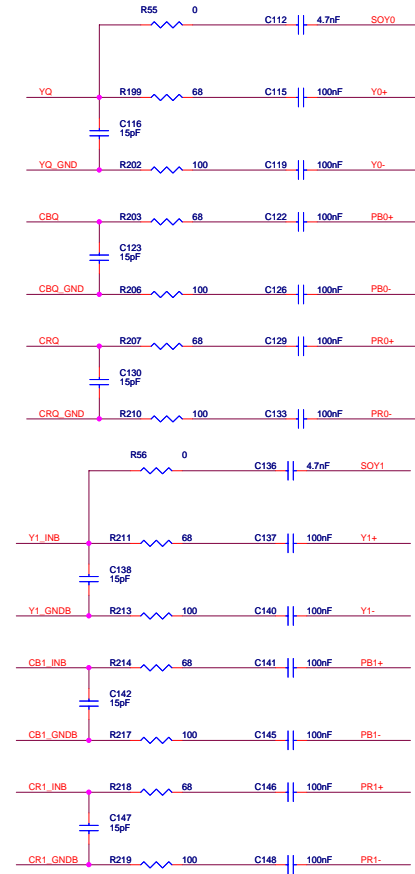 R55 0 C112 4.7nF SOY0
YQ R199 68 C115 100nF Y0+
C116
15pF
YQ_GND R202 100 C119 100nF Y0-
CBQ R203 68 C122 100nF PB0+
C123
15pF
CBQ_GND R206 100 C126 100nF PB0-
CRQ R207 68 C129 100nF PR0+
C130
15pF
CRQ_GND R210 100 C133 100nF PR0-
R56 0 C136 4.7nF SOY1
Y1_INB R211 68 C137 100nF Y1+
C138
15pF
Y1_GNDB R213 100 C140 100nF Y1-
CB1_INB R214 68 C141 100nF PB1+
C142
15pF
CB1_GNDB R217 100 C145 100nF PB1-
CR1_INB R218 68 C146 100nF PR1+
C147
15pF
CR1_GNDB R219 100 C148 100nF PR1-